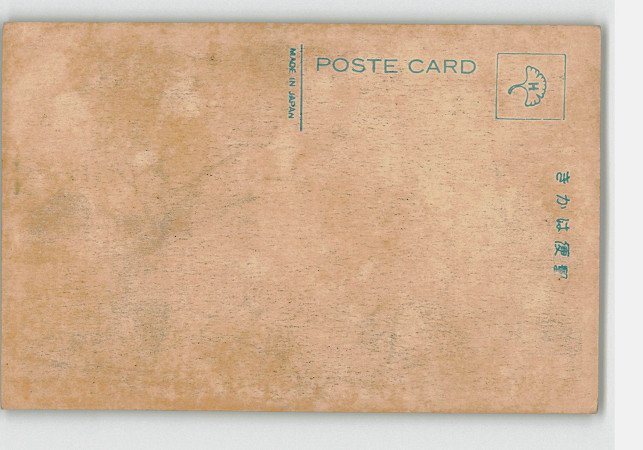 POSTE CARD
MADE IN JAPAN
H
きかは便郵